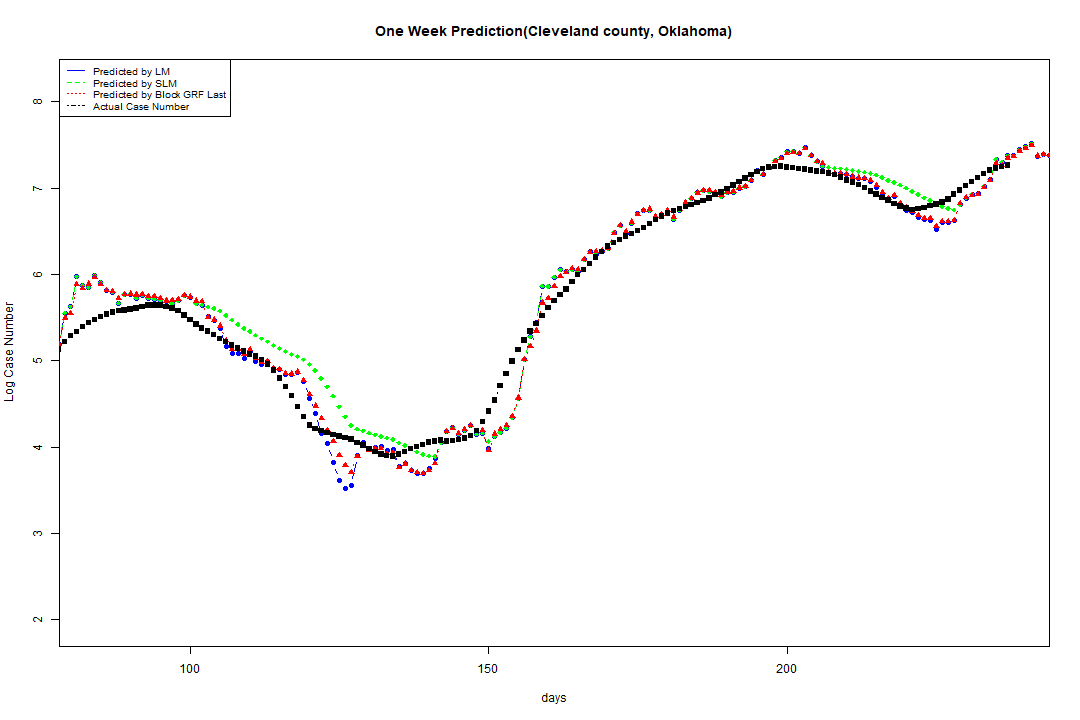 One Week Prediction(Cleveland county, Oklahoma)
Predicted by LM
Predicted by SLM
Predicted by Block GRF Last
Actual Case Number
8
7
6
5
4
3
2
Log Case Number
100 150 200
days